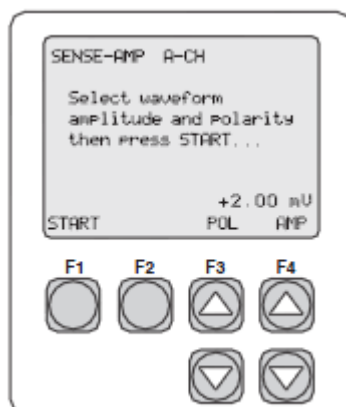 SENSE-AMP A-CH
Select waveform
amplitude and polarity
then press START...
+2.00 mV
START POL AMP
F1 F2 F3 F4